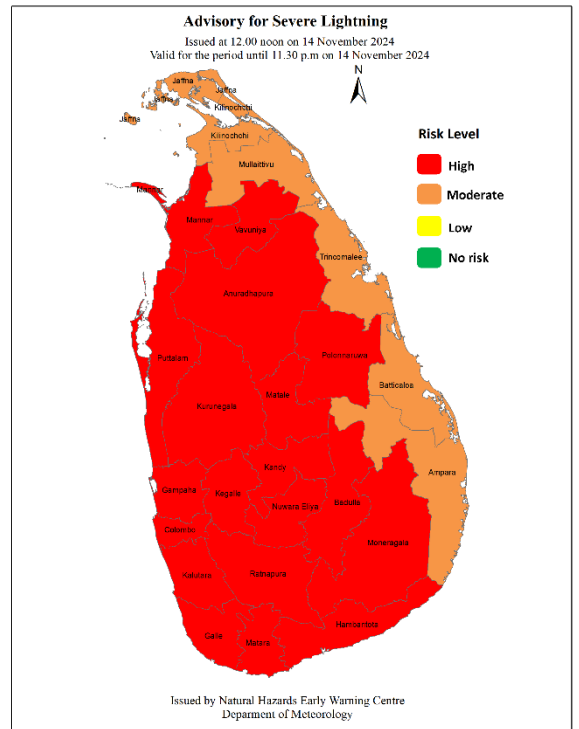 Advisory for Severe Lightning
Issued at 12.00 noon on 14 November 2024
Valid for the period until 11.30 p.m on 14 November 2024
N
Jaffna
Jaffna
Jaffna
Kilinochchi
Jaffna
Kilinochchi
Risk Level
High
Moderate
Low
No risk
Mullaittivu
Mannar
Mannar
Vavuniya
Trincomalee
Anuradhapura
Puttalam
Polonnaruwa
Batticaloa
Kurunegala
Matale
Kandy
Ampara
Gampaha
Kegalle
Nuwara Eliya
Badulla
Colombo
Moneragala
Kalutara
Ratnapura
Hambantota
Galle
Matara
Issued by Natural Hazards Early Warning Centre
Deparment of Meteorology